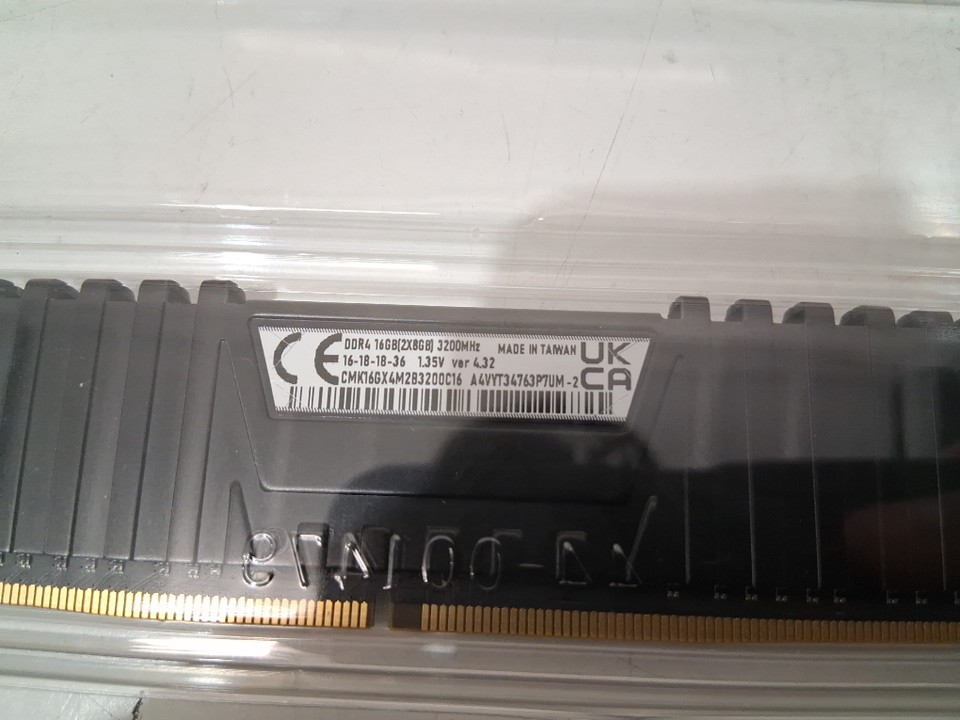 CE DDR4 16GB(2X8GB) 3200MHz MADE IN TAIWAN UK
16-18-18-36 1.35V ver 4.32 CA
CMK16GX4M2B3200C16 A4VYT34763P7UM-2